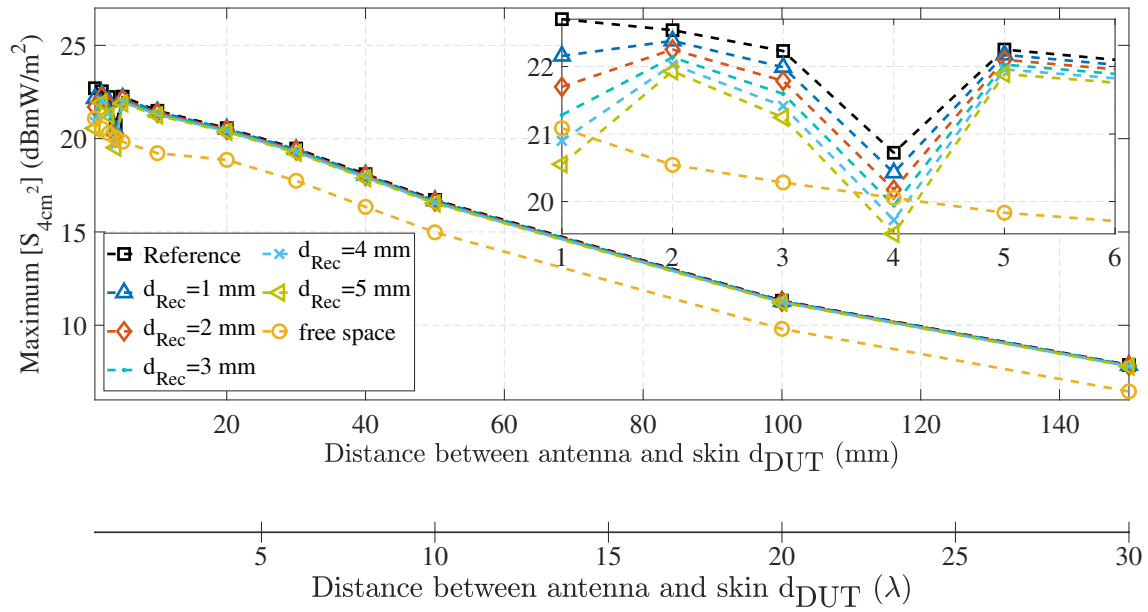 Maximum [S4cm2] (dBmW/m2)
25
20
15
10
22
21
20
1 2 3 4 5 6
Reference
dRec=1 mm
dRec=2 mm
dRec=3 mm
dRec=4 mm
dRec=5 mm
free space
20 40 60 80 100 120 140
Distance between antenna and skin dDUT (mm)
5 10 15 20 25 30
Distance between antenna and skin dDUT (λ)